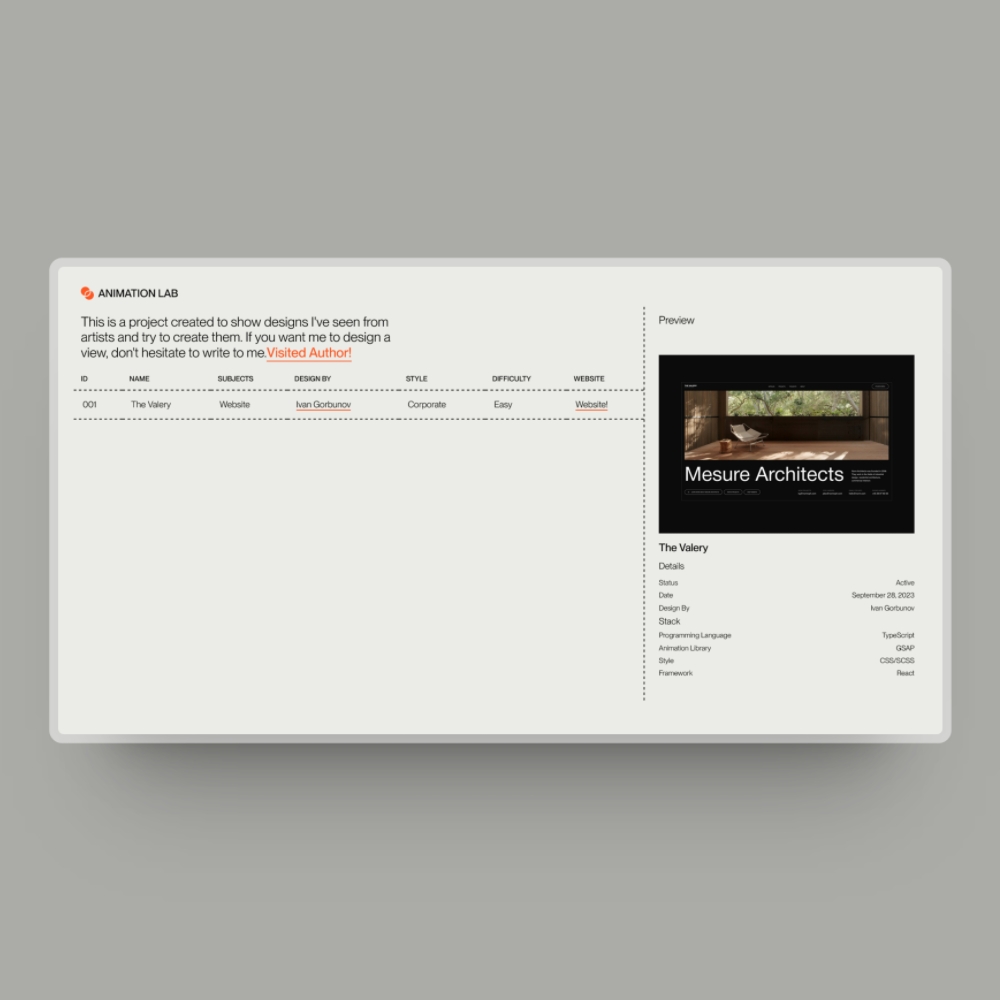 ANIMATION LAB
This is a project created to show designs I've seen from
artists and try to create them. If you want me to design a
view, don't hesitate to write to me.Visited Author!
ID NAME SUBJECTS DESIGN BY STYLE DIFFICULTY WEBSITE
001 The Valery Website Ivan Gorbunov Corporate Easy Website!
Preview
Mesure Architects
The Valery
Details
Status Active
Date September 28, 2023
Design By Ivan Gorbunov
Stack
Programming Language TypeScript
Animation Library GSAP
Style CSS/SCSS
Framework React